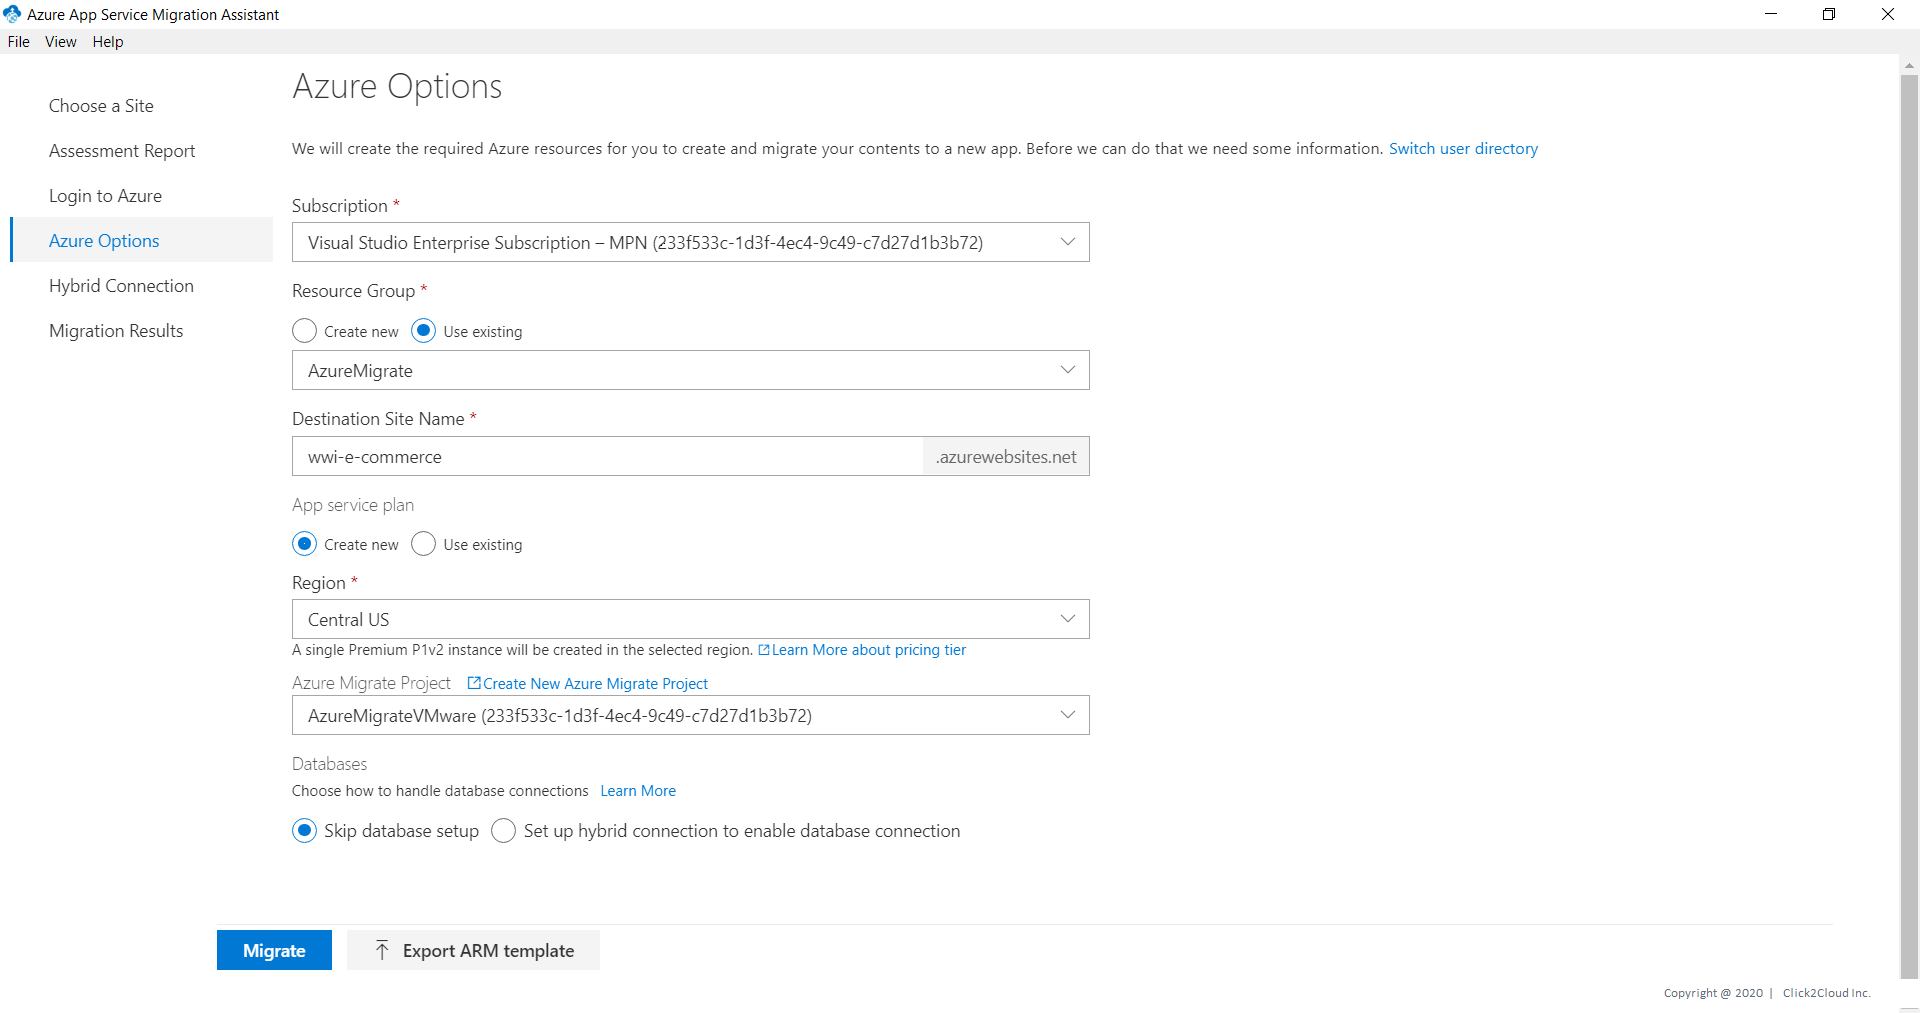 Azure App Service Migration Assistant
File View Help
Choose a Site
Assessment Report
Login to Azure
Azure Options
Hybrid Connection
Migration Results
Azure Options
We will create the required Azure resources for you to create and migrate your contents to a new app. Before we can do that we need some information. Switch user directory
Subscription *
Visual Studio Enterprise Subscription – MPN (233f533c-1d3f-4ec4-9c49-c7d27d1b3b72)
Resource Group *
Create new Use existing
AzureMigrate
Destination Site Name *
wwi-e-commerce .azurewebsites.net
App service plan
Create new Use existing
Region *
Central US
A single Premium P1v2 instance will be created in the selected region. Learn More about pricing tier
Azure Migrate Project Create New Azure Migrate Project
AzureMigrateVMware (233f533c-1d3f-4ec4-9c49-c7d27d1b3b72)
Databases
Choose how to handle database connections Learn More
Skip database setup Set up hybrid connection to enable database connection
Migrate Export ARM template
Copyright @ 2020 | Click2Cloud Inc.